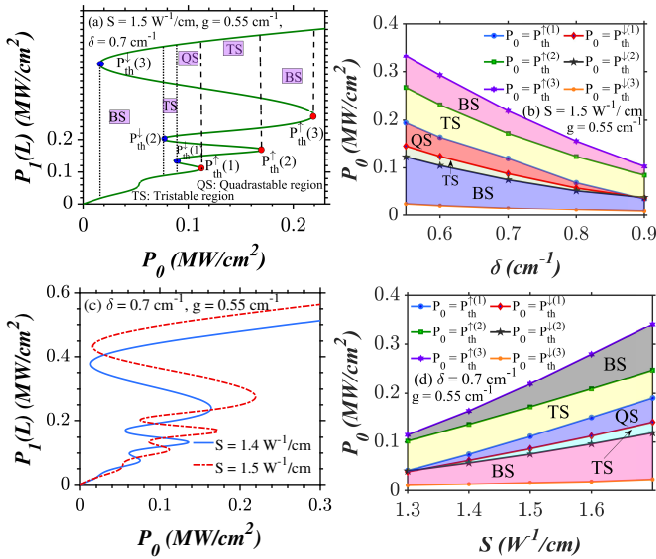 (a) S = 1.5 W⁻¹/cm, g = 0.55 cm⁻¹,
δ = 0.7 cm⁻¹
QS
TS
P↓th(3)
BS
BS
TS
P↑th(3)
P↓th(2)
P↓th(1)
P↑th(2)
P↑th(1)
QS: Quadrastable region
TS: Tristable region
0.2
0.1
0
0
0.1
0.2
P₁(L) (MW/cm²)
P₀ (MW/cm²)
P₀ = P↑(1)th
P₀ = P↓(1)th
P₀ = P↑(2)th
P₀ = P↓(2)th
P₀ = P↑(3)th
P₀ = P↓(3)th
BS
(b) S = 1.5 W⁻¹/cm
g = 0.55 cm⁻¹
TS
QS
TS
BS
0.4
0.3
0.2
0.1
0
0.6
0.7
0.8
0.9
P₀ (MW/cm²)
δ (cm⁻¹)
(c) δ = 0.7 cm⁻¹, g = 0.55 cm⁻¹
S = 1.4 W⁻¹/cm
S = 1.5 W⁻¹/cm
0.6
0.4
0.2
0
0
0.1
0.2
0.3
P₁(L) (MW/cm²)
P₀ (MW/cm²)
P₀ = P↑(1)th
P₀ = P↓(1)th
P₀ = P↑(2)th
P₀ = P↓(2)th
P₀ = P↑(3)th
P₀ = P↓(3)th
(d) δ = 0.7 cm⁻¹
g = 0.55 cm⁻¹
BS
TS
QS
BS
TS
0.4
0.3
0.2
0.1
0
1.3
1.4
1.5
1.6
P₀ (MW/cm²)
S (W⁻¹/cm)